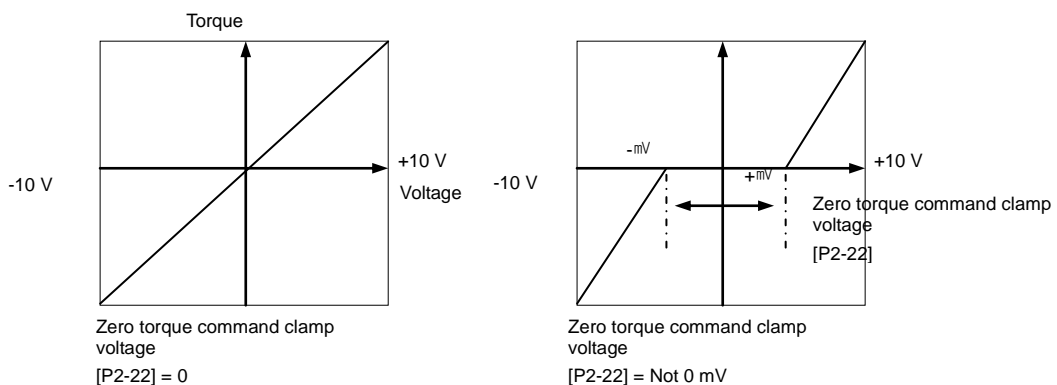 Torque
-10 V
+10 V
Voltage
Zero torque command clamp
voltage
[P2-22] = 0
-㎷
+㎷
-10 V
+10 V
Zero torque command clamp
voltage
[P2-22]
Zero torque command clamp
voltage
[P2-22] = Not 0 mV